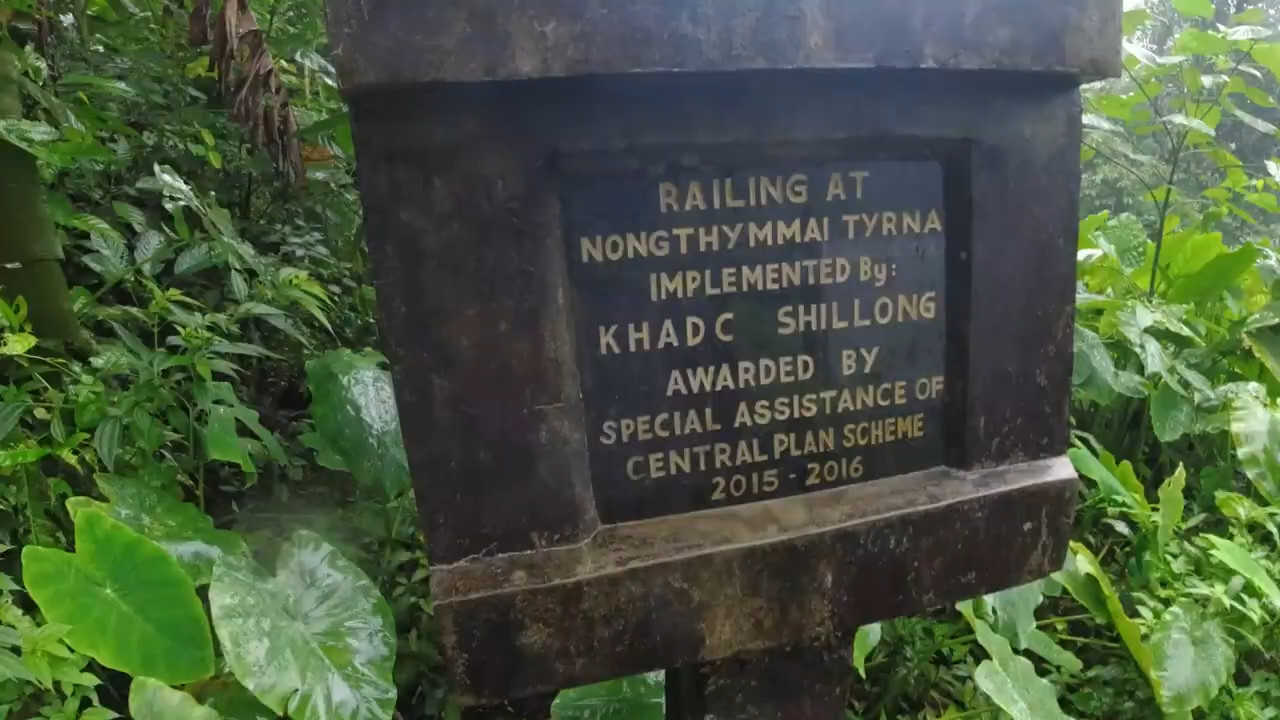 RAILING AT
NONGTHYMMAI TYRNA
IMPLEMENTED By:
KHADC SHILLONG
AWARDED BY
SPECIAL ASSISTANCE OF
CENTRAL PLAN SCHEME
2015 - 2016